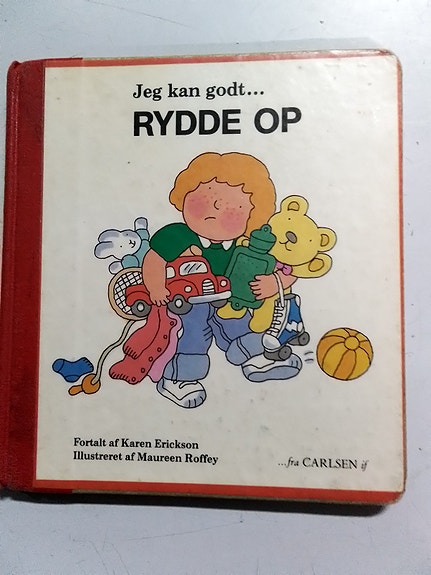 Jeg kan godt...
RYDDE OP
Fortalt af Karen Erickson
Illustreret af Maureen Roffey
...fra CARLSEN if